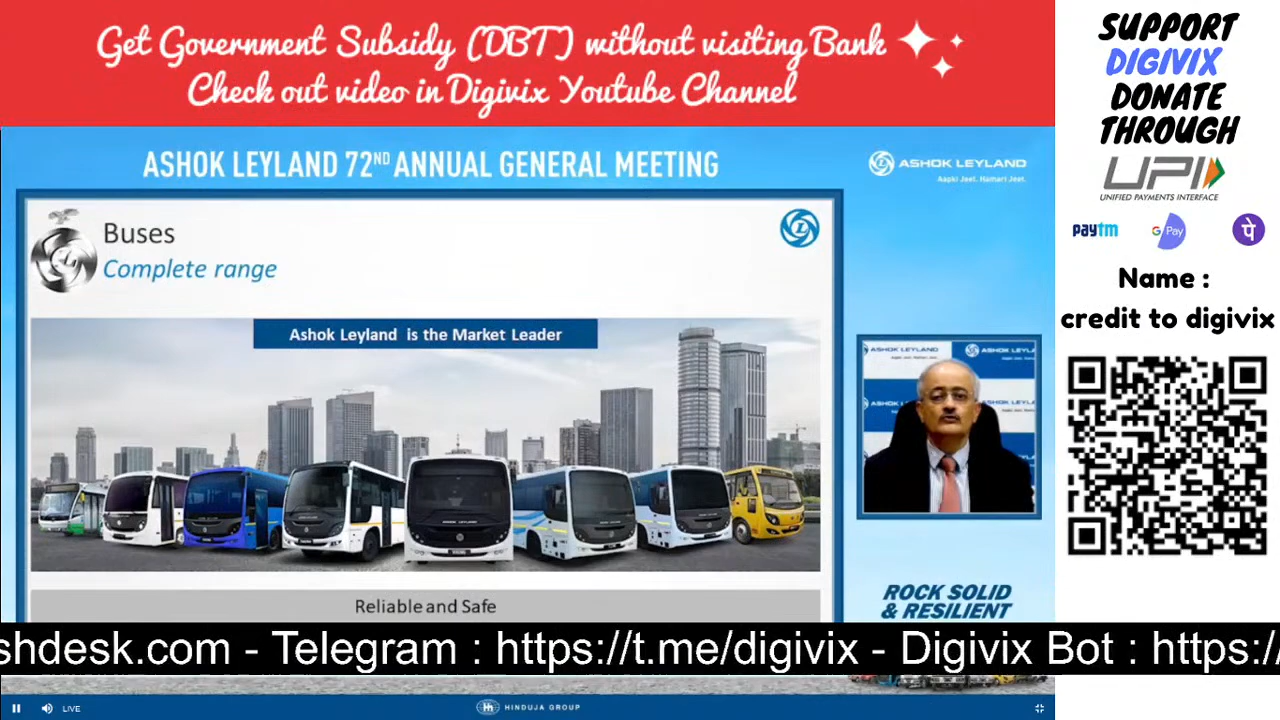 Get Government Subsidy (DBT) without visiting Bank
Check out video in Digivix Youtube Channel
SUPPORT
DIGIVIX
DONATE
THROUGH
UPI
UNIFIED PAYMENTS INTERFACE
paytm
G Pay
पे
Name :
credit to digivix
ASHOK LEYLAND 72ND ANNUAL GENERAL MEETING
ASHOK LEYLAND
Aapki Jeet. Hamari Jeet.
Buses
Complete range
Ashok Leyland is the Market Leader
Reliable and Safe
ROCK SOLID
& RESILIENT
shdesk.com - Telegram : https://t.me/digivix - Digivix Bot : https:/
LIVE
HINDUJA GROUP